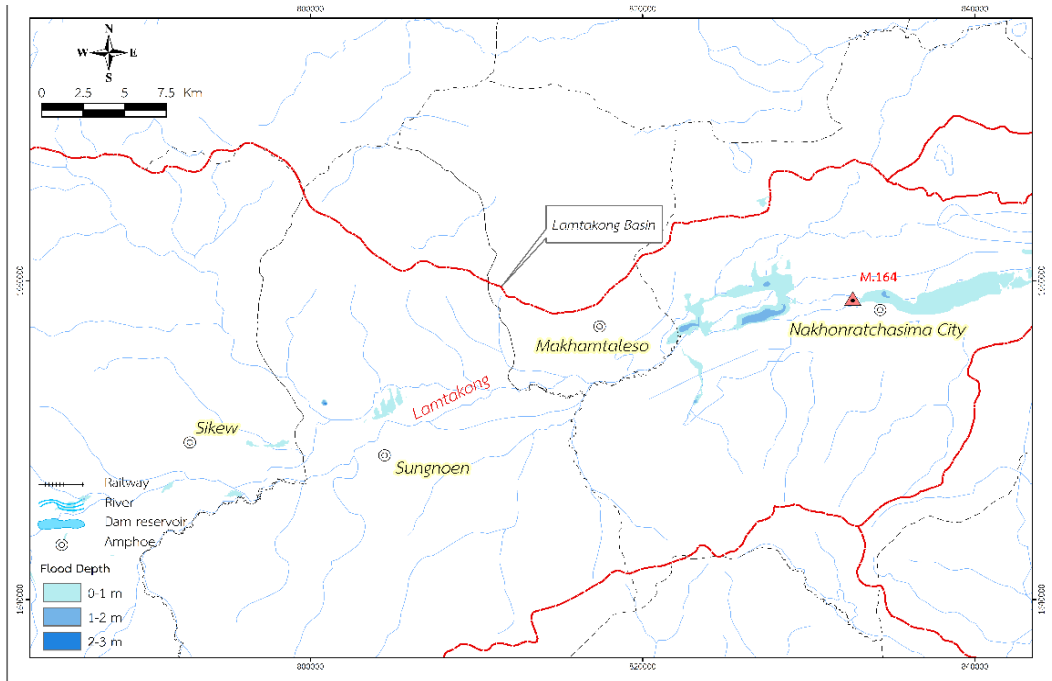 800000 820000 840000
N
W E
S
0 2.5 5 7.5 Km
Lamtakong Basin
M.164
Nakhonratchasima City
Makhamtaleso
Lamtakong
Sikew
Sungnoen
Railway
River
Dam reservoir
Amphoe
Flood Depth
0-1 m
1-2 m
2-3 m
800000 820000 840000